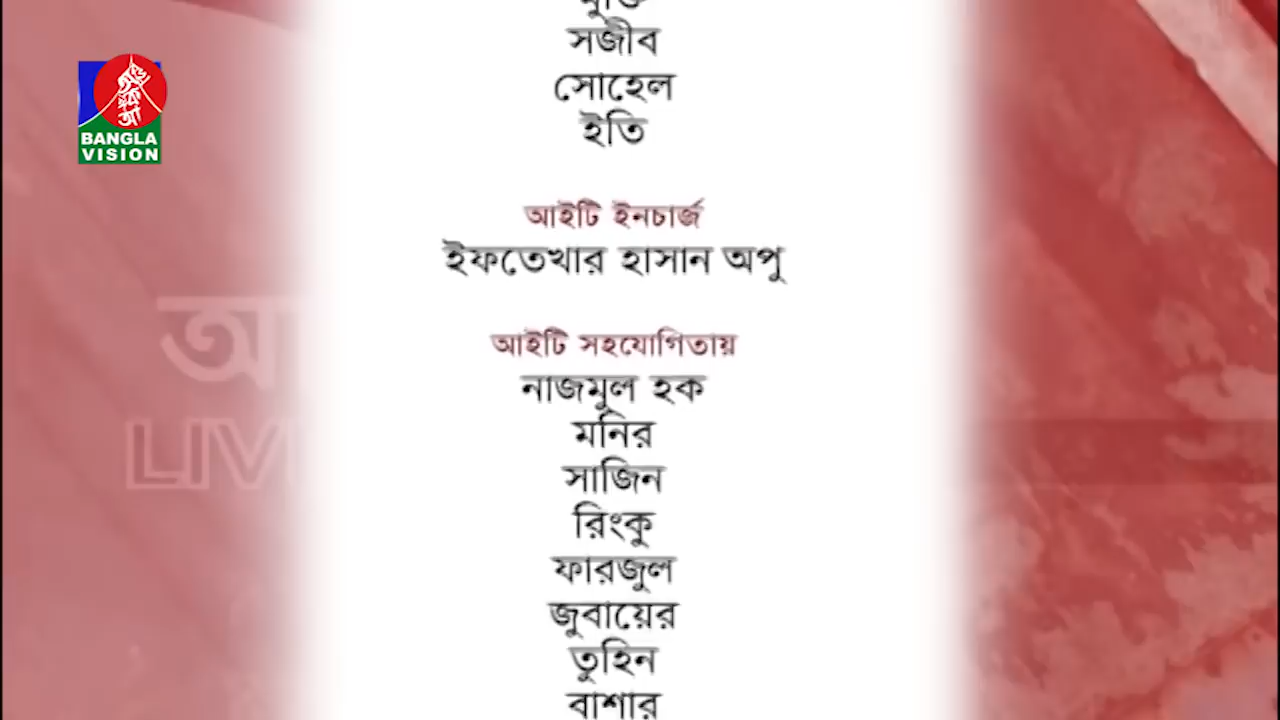 সজীব
সোহেল
ইতি
BANGLA
VISION
আইটি ইনচার্জ
ইফতেখার হাসান অপু
আইটি সহযোগিতায়
নাজমুল হক
মনির
সাজিন
রিংকু
ফারজুল
জুবায়ের
তুহিন
বাশার